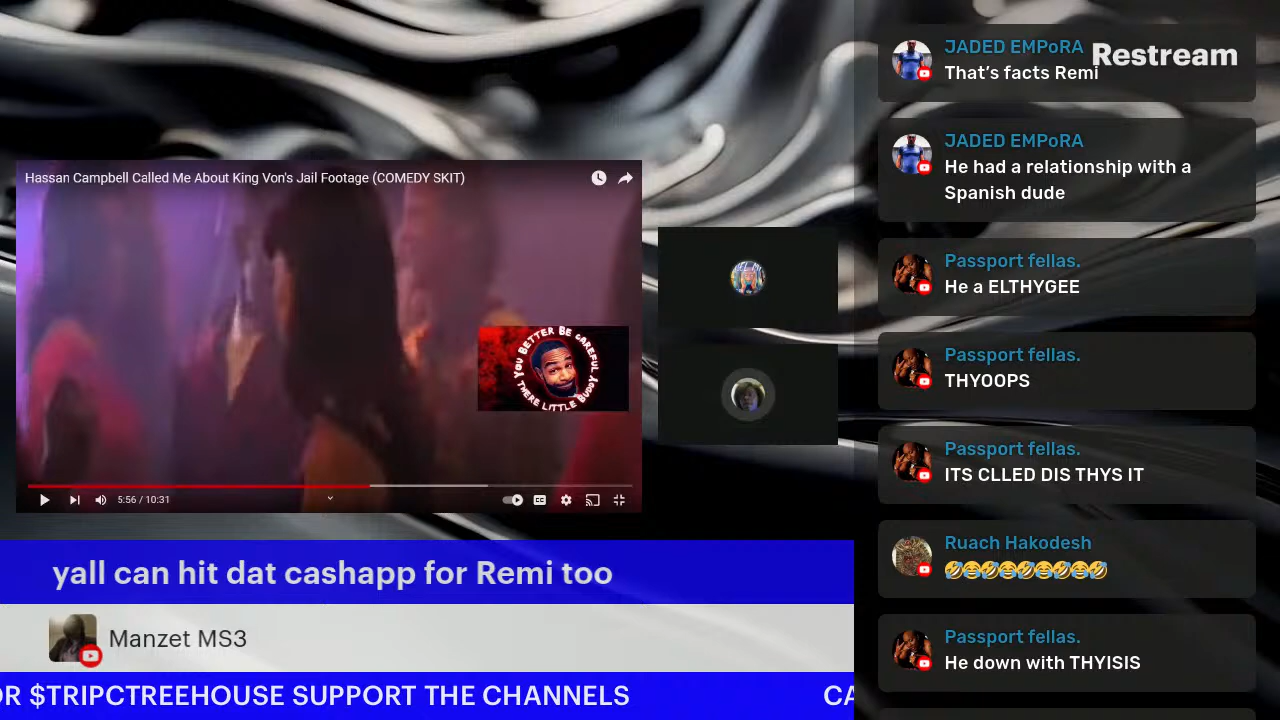 Hassan Campbell Called Me About King Von's Jail Footage (COMEDY SKIT)
YOU BETTER BE CAREFUL
THERE LITTLE BUDDY
5:56 / 10:31
CC
yall can hit dat cashapp for Remi too
Manzet MS3
OR $TRIPCTREEHOUSE SUPPORT THE CHANNELS
CA
Restream
JADED EMPoRA
That’s facts Remi
JADED EMPoRA
He had a relationship with a
Spanish dude
Passport fellas.
He a ELTHYGEE
Passport fellas.
THYOOPS
Passport fellas.
ITS CLLED DIS THYS IT
Ruach Hakodesh
🤣😂🤣😂🤣😂🤣😂🤣
Passport fellas.
He down with THYISIS